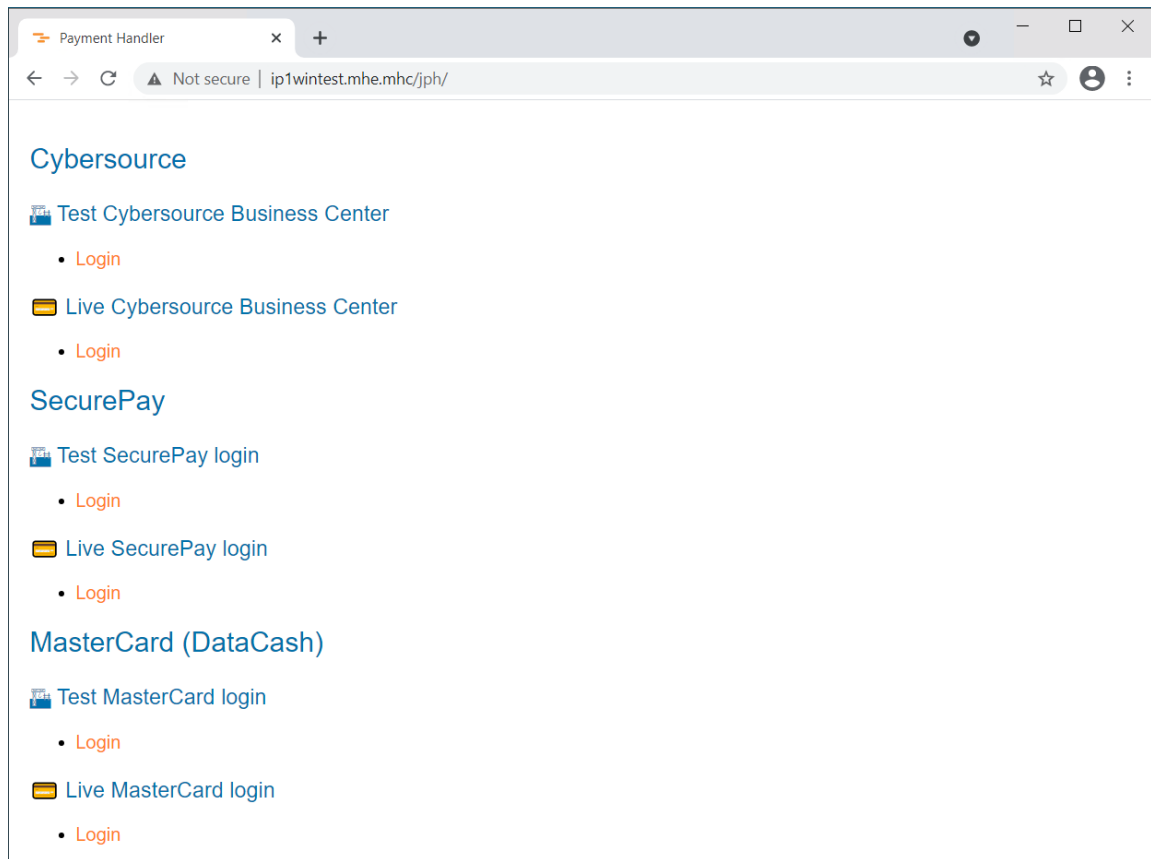 Payment Handler
Not secure | ip1wintest.mhe.mhc/jph/
Cybersource
Test Cybersource Business Center
• Login
Live Cybersource Business Center
• Login
SecurePay
Test SecurePay login
• Login
Live SecurePay login
• Login
MasterCard (DataCash)
Test MasterCard login
• Login
Live MasterCard login
• Login